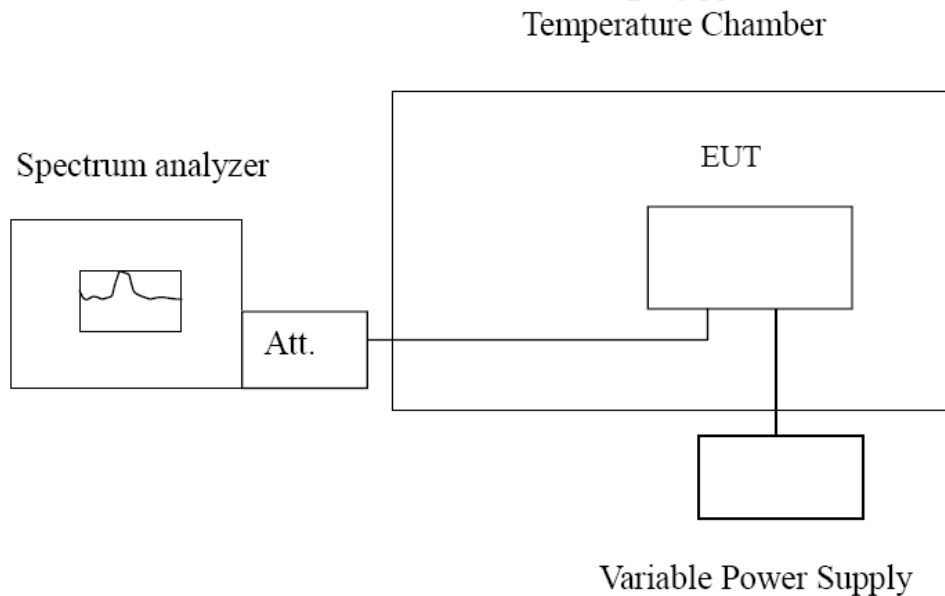 Temperature Chamber
Spectrum analyzer
EUT
Att.
Variable Power Supply